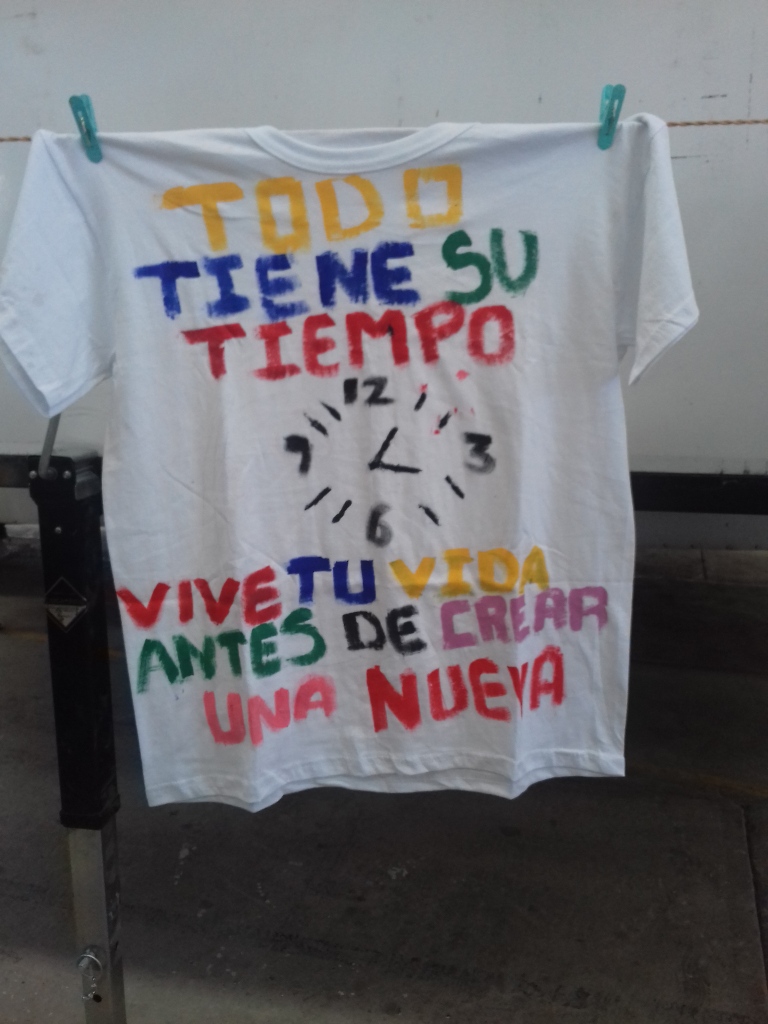 TODO
TIENE SU
TIEMPO
12
9 3
6
VIVE TU VIDA
ANTES DE CREAR
UNA NUEVA